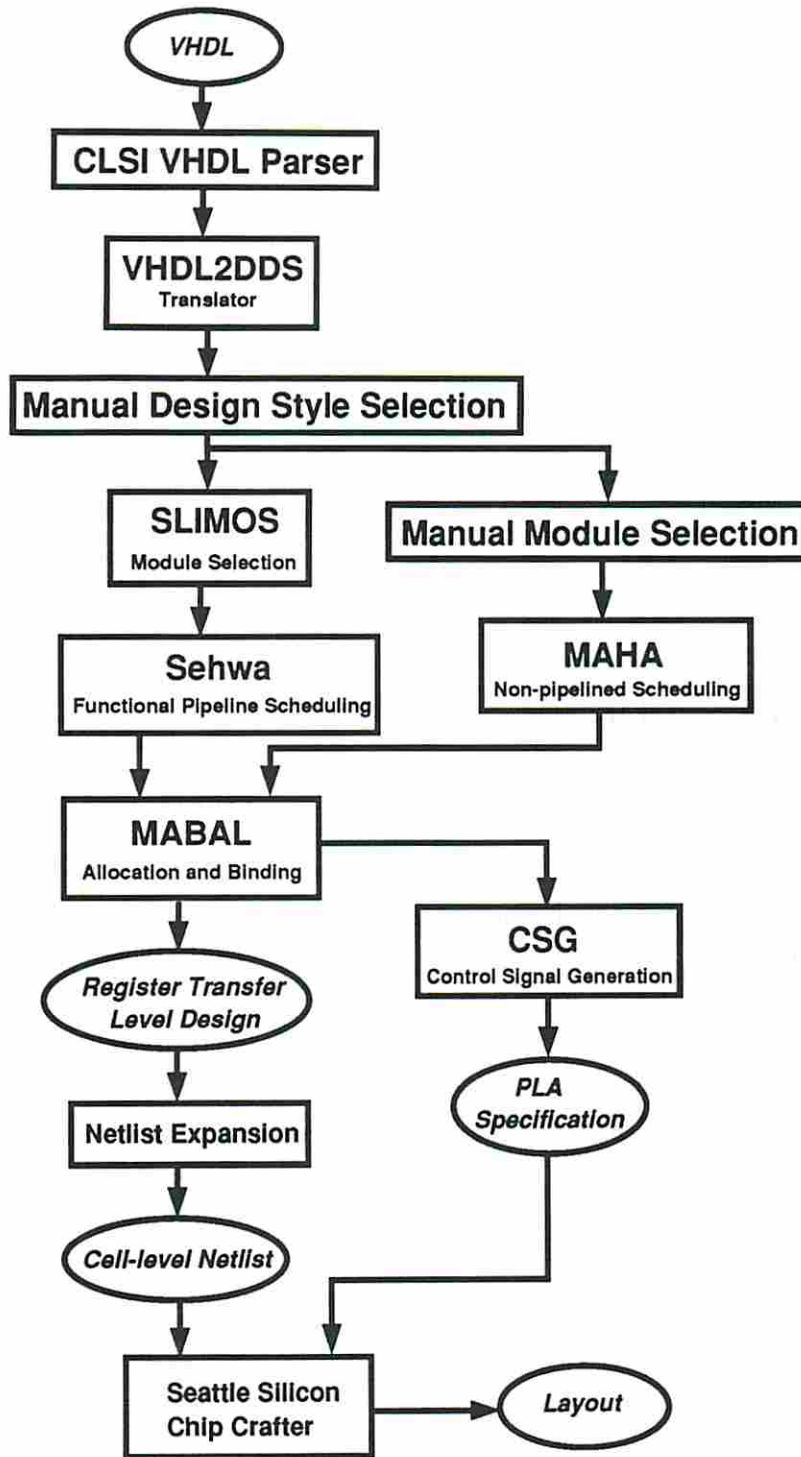 VHDL
CLSI VHDL Parser
VHDL2DDS
Translator
Manual Design Style Selection
SLIMOS
Module Selection
Manual Module Selection
Sehwa
Functional Pipeline Scheduling
MAHA
Non-pipelined Scheduling
MABAL
Allocation and Binding
CSG
Control Signal Generation
Register Transfer
Level Design
PLA
Specification
Netlist Expansion
Cell-level Netlist
Seattle Silicon
Chip Crafter
Layout